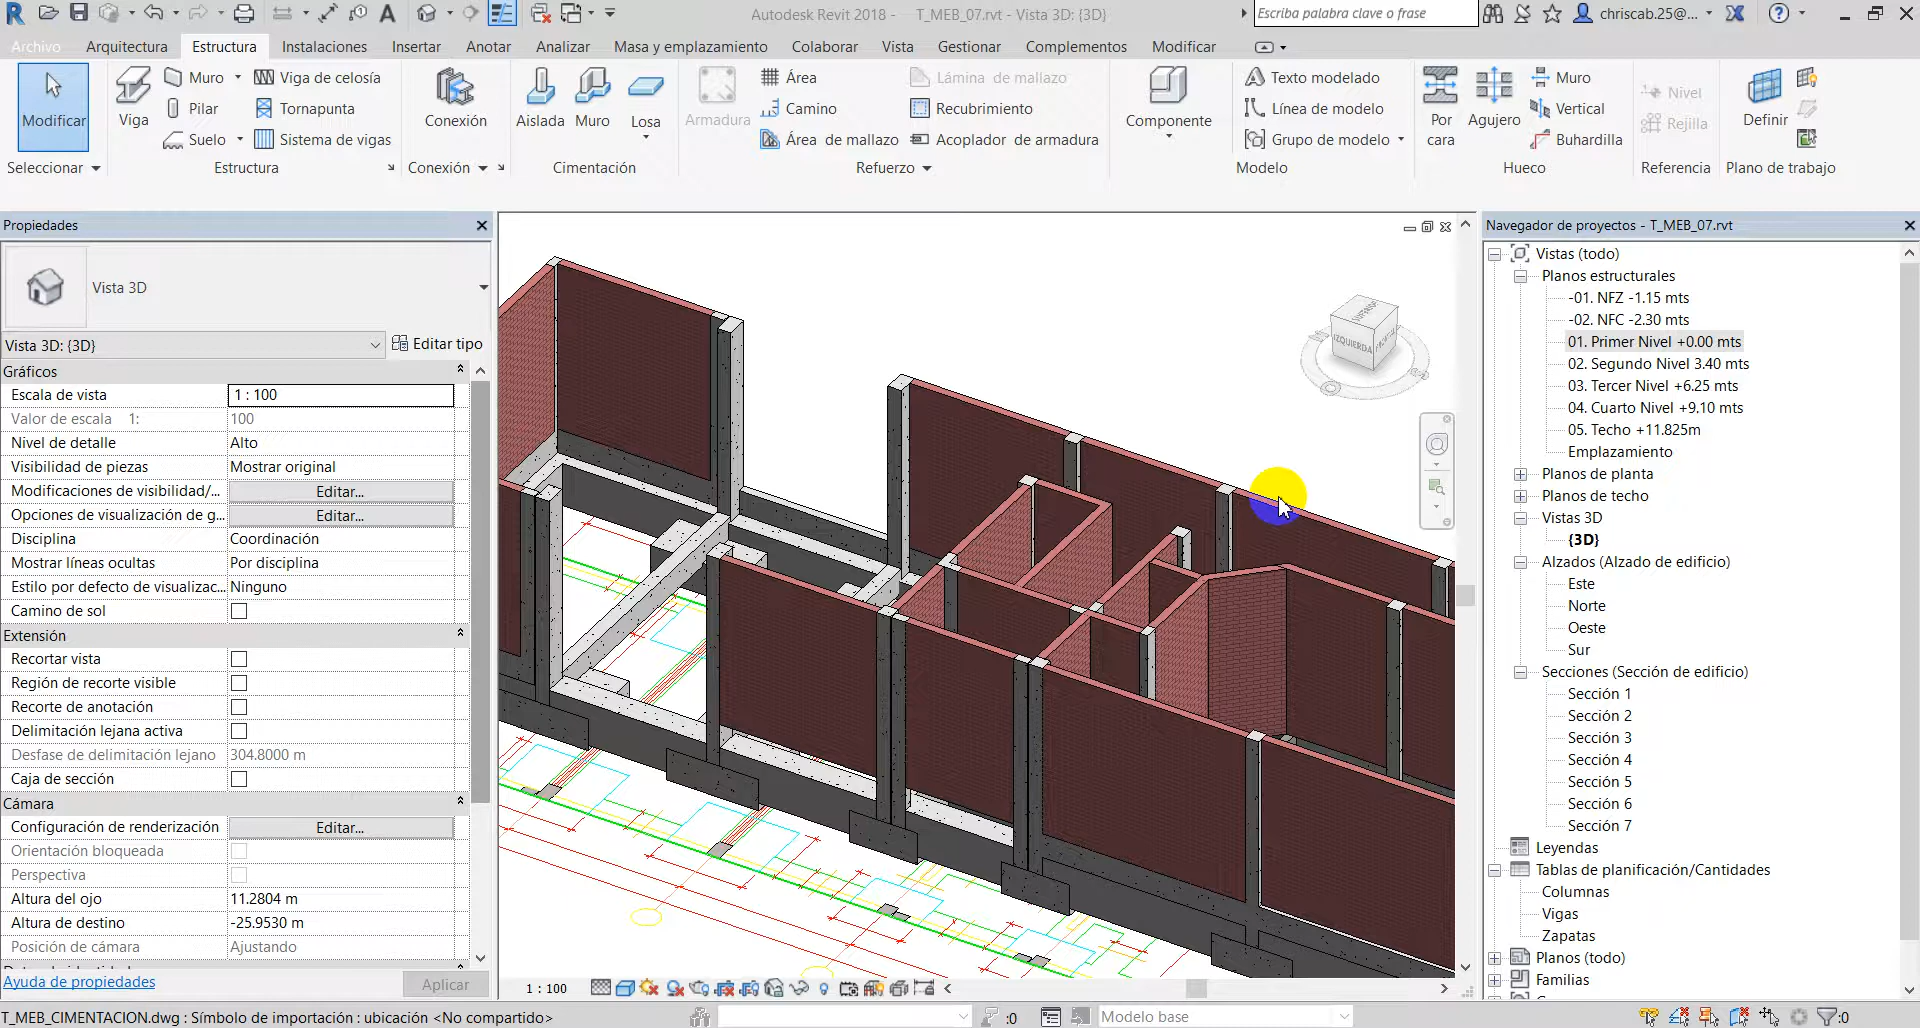 Autodesk Revit 2018 - T_MEB_07.rvt - Vista 3D: {3D}
Escriba palabra clave o frase
chriscab.25@...
Archivo Arquitectura Estructura Instalaciones Insertar Anotar Analizar Masa y emplazamiento Colaborar Vista Gestionar Complementos Modificar
Modificar
Seleccionar
Viga
Muro
Pilar
Suelo
Viga de celosía
Tornapunta
Sistema de vigas
Estructura
Conexión
Conexión
Aislada
Muro
Losa
Cimentación
Armadura
Área
Camino
Área de mallazo
Lámina de mallazo
Recubrimiento
Acoplador de armadura
Refuerzo
Componente
Texto modelado
Línea de modelo
Grupo de modelo
Modelo
Por cara
Agujero
Muro
Vertical
Buhardilla
Hueco
Nivel
Rejilla
Referencia
Definir
Plano de trabajo
Propiedades
Vista 3D
Vista 3D: {3D}
Editar tipo
Gráficos
Escala de vista 1 : 100
Valor de escala 1: 100
Nivel de detalle Alto
Visibilidad de piezas Mostrar original
Modificaciones de visibilidad/... Editar...
Opciones de visualización de g... Editar...
Disciplina Coordinación
Mostrar líneas ocultas Por disciplina
Estilo por defecto de visualizac... Ninguno
Camino de sol
Extensión
Recortar vista
Región de recorte visible
Recorte de anotación
Delimitación lejana activa
Desfase de delimitación lejano 304.8000 m
Caja de sección
Cámara
Configuración de renderización Editar...
Orientación bloqueada
Perspectiva
Altura del ojo 11.2804 m
Altura de destino -25.9530 m
Posición de cámara Ajustando
Ayuda de propiedades
Aplicar
IZQUIERDA
1 : 100
Navegador de proyectos - T_MEB_07.rvt
Vistas (todo)
Planos estructurales
-01. NFZ -1.15 mts
-02. NFC -2.30 mts
01. Primer Nivel +0.00 mts
02. Segundo Nivel 3.40 mts
03. Tercer Nivel +6.25 mts
04. Cuarto Nivel +9.10 mts
05. Techo +11.825m
Emplazamiento
Planos de planta
Planos de techo
Vistas 3D
{3D}
Alzados (Alzado de edificio)
Este
Norte
Oeste
Sur
Secciones (Sección de edificio)
Sección 1
Sección 2
Sección 3
Sección 4
Sección 5
Sección 6
Sección 7
Leyendas
Tablas de planificación/Cantidades
Columnas
Vigas
Zapatas
Planos (todo)
Familias
T_MEB_CIMENTACION.dwg : Símbolo de importación : ubicación <No compartido>
:0
Modelo base
:0